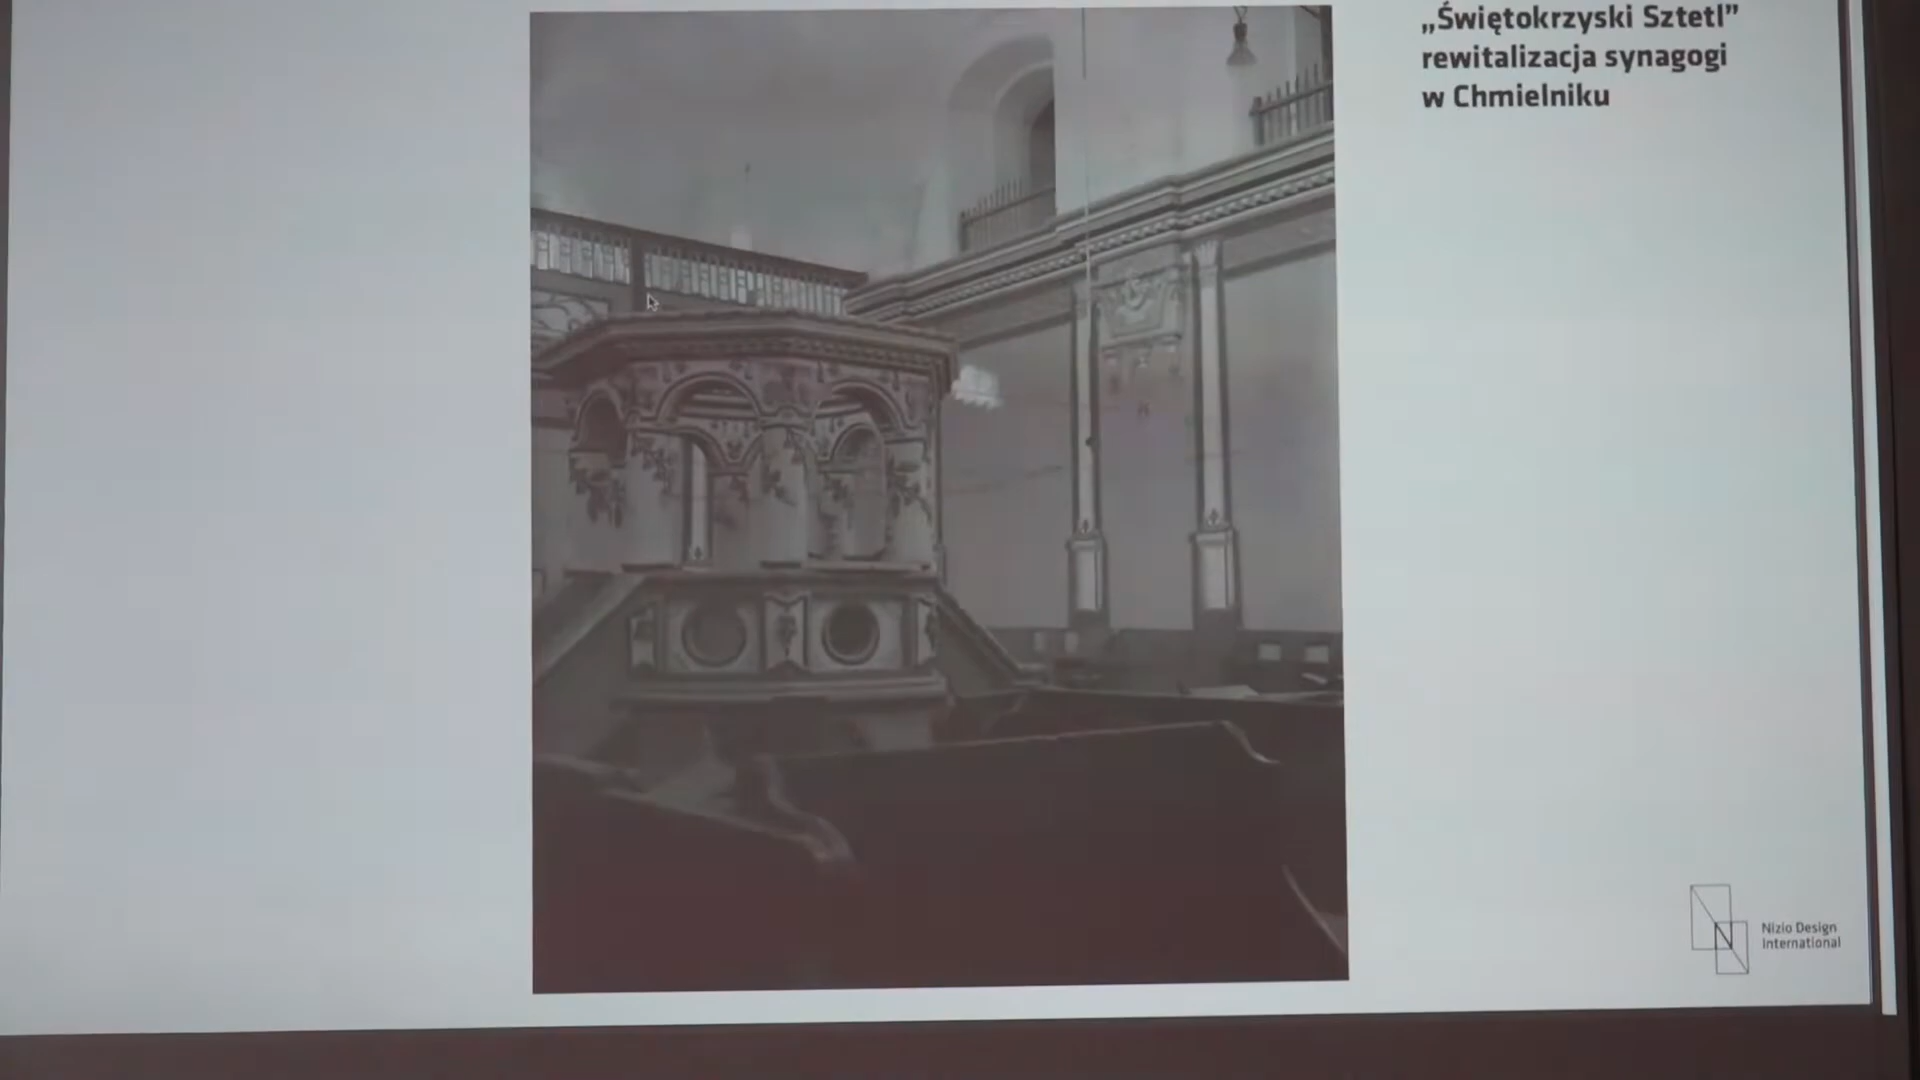 „Świętokrzyski Sztetl”
rewitalizacja synagogi
w Chmielniku
N
Nizio Design
International